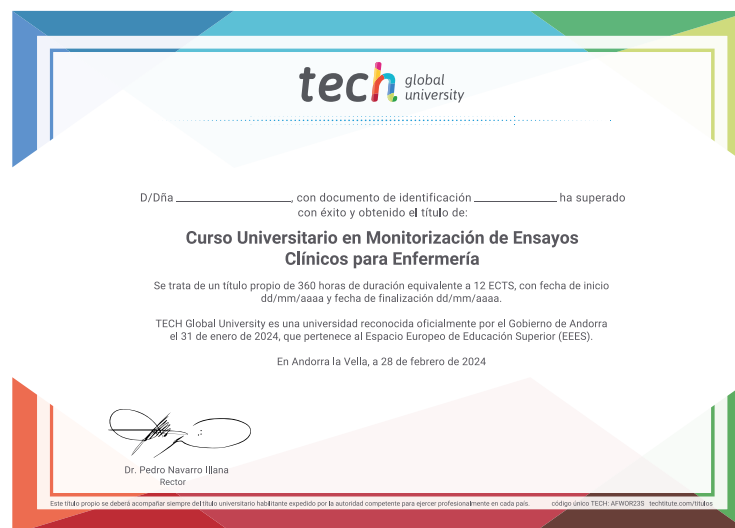 tech global university
D/Dña ______________, con documento de identificación ______________ ha superado
con éxito y obtenido el título de:
Curso Universitario en Monitorización de Ensayos
Clínicos para Enfermería
Se trata de un título propio de 360 horas de duración equivalente a 12 ECTS, con fecha de inicio
dd/mm/aaaa y fecha de finalización dd/mm/aaaa.
TECH Global University es una universidad reconocida oficialmente por el Gobierno de Andorra
el 31 de enero de 2024, que pertenece al Espacio Europeo de Educación Superior (EEES).
En Andorra la Vella, a 28 de febrero de 2024
Dr. Pedro Navarro Illana
Rector
Este título propio se deberá acompañar siempre del título universitario habilitante expedido por la autoridad competente para ejercer profesionalmente en cada país. código único TECH: AFWOR23S techtitute.com/titulos